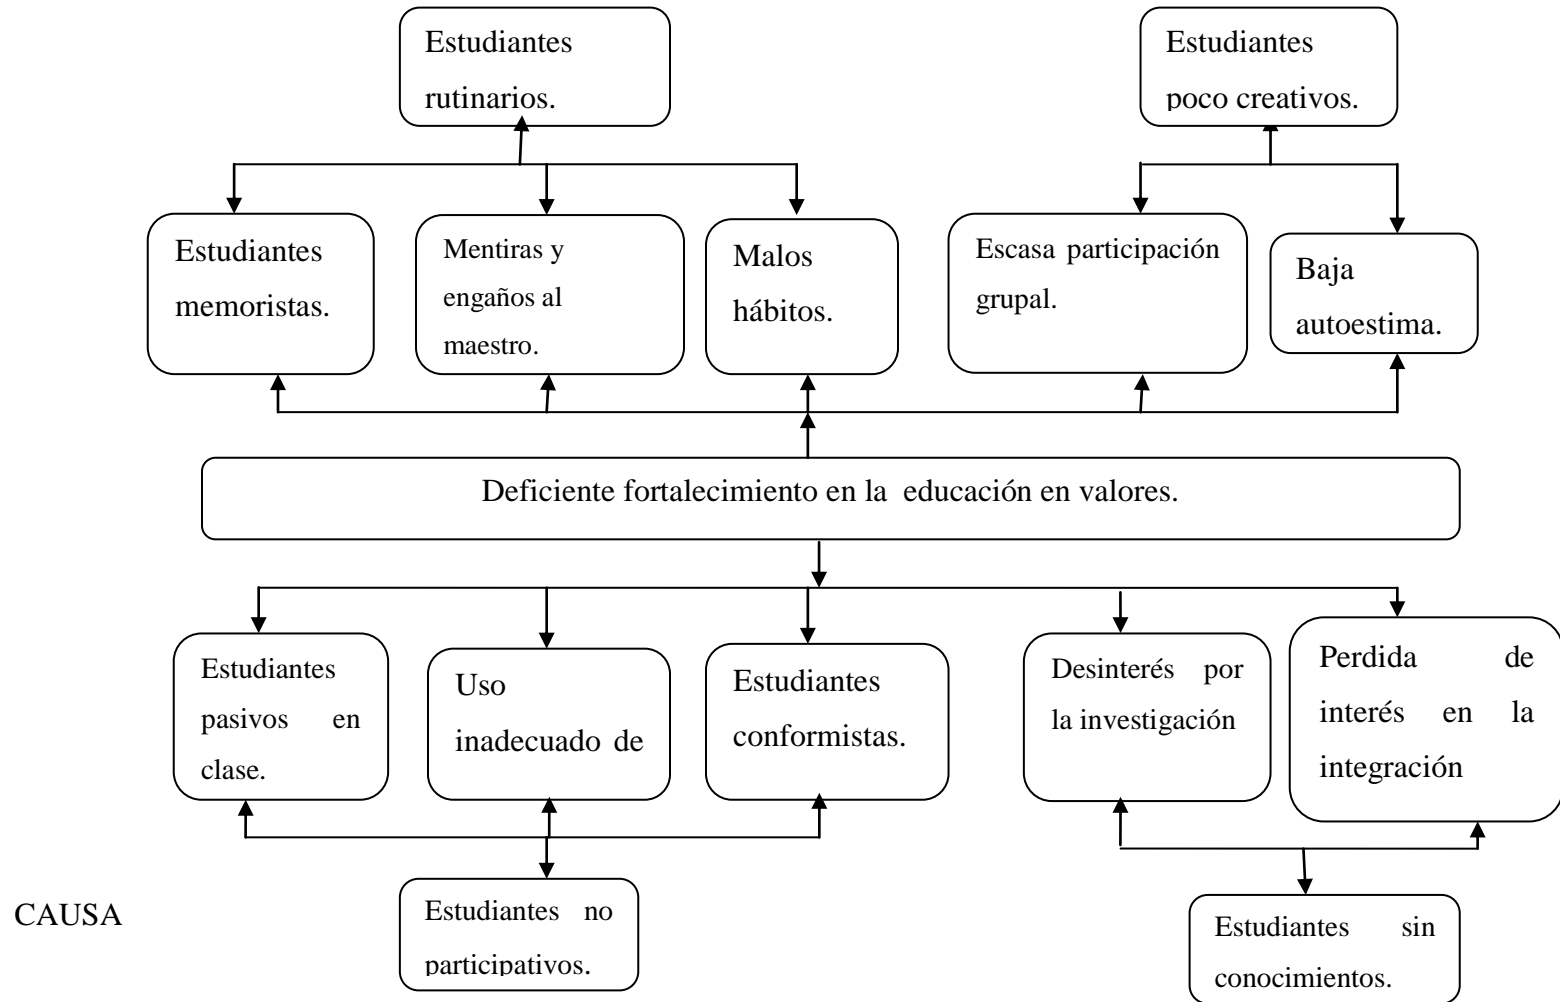 Estudiantes
rutinarios.
Estudiantes
poco creativos.
Estudiantes
memoristas.
Mentiras y
engaños al
maestro.
Malos
hábitos.
Escasa participación
grupal.
Baja
autoestima.
Deficiente fortalecimiento en la educación en valores.
Estudiantes
pasivos en
clase.
Uso
inadecuado de
Estudiantes
conformistas.
Desinterés por
la investigación
Perdida de
interés en la
integración
CAUSA
Estudiantes no
participativos.
Estudiantes sin
conocimientos.